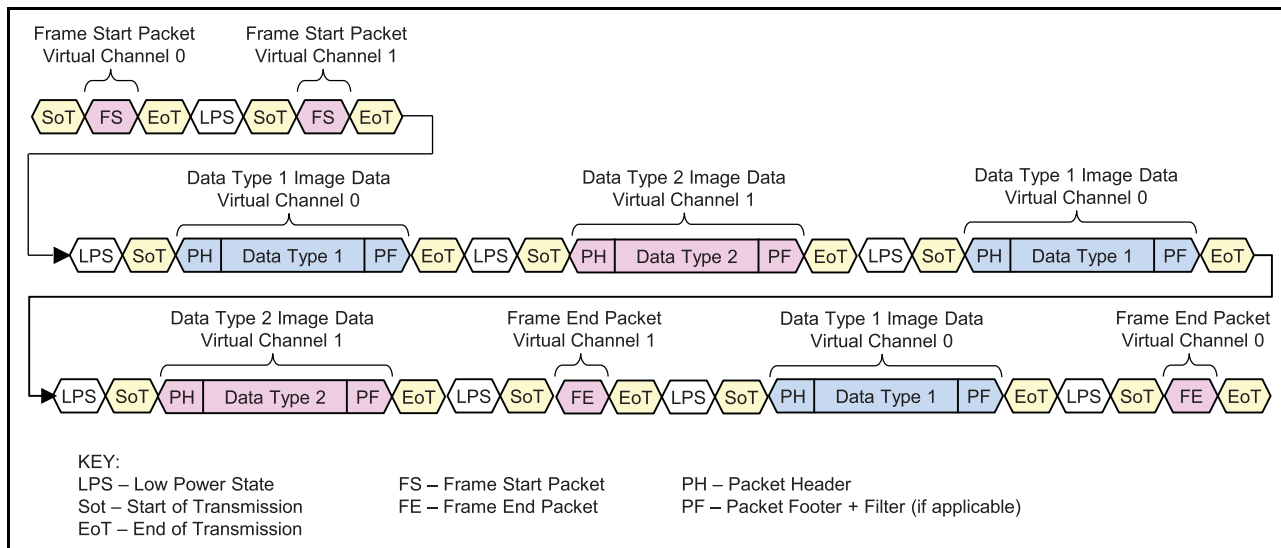 Frame Start Packet
Virtual Channel 0
Frame Start Packet
Virtual Channel 1
SoT FS EoT LPS SoT FS EoT
Data Type 1 Image Data
Virtual Channel 0
Data Type 2 Image Data
Virtual Channel 1
Data Type 1 Image Data
Virtual Channel 0
LPS SoT PH Data Type 1 PF EoT LPS SoT PH Data Type 2 PF EoT LPS SoT PH Data Type 1 PF EoT
Data Type 2 Image Data
Virtual Channel 1
Frame End Packet
Virtual Channel 1
Data Type 1 Image Data
Virtual Channel 0
Frame End Packet
Virtual Channel 0
LPS SoT PH Data Type 2 PF EoT LPS SoT FE EoT LPS SoT PH Data Type 1 PF EoT LPS SoT FE EoT
KEY:
LPS – Low Power State
Sot – Start of Transmission
EoT – End of Transmission
FS – Frame Start Packet
FE – Frame End Packet
PH – Packet Header
PF – Packet Footer + Filter (if applicable)